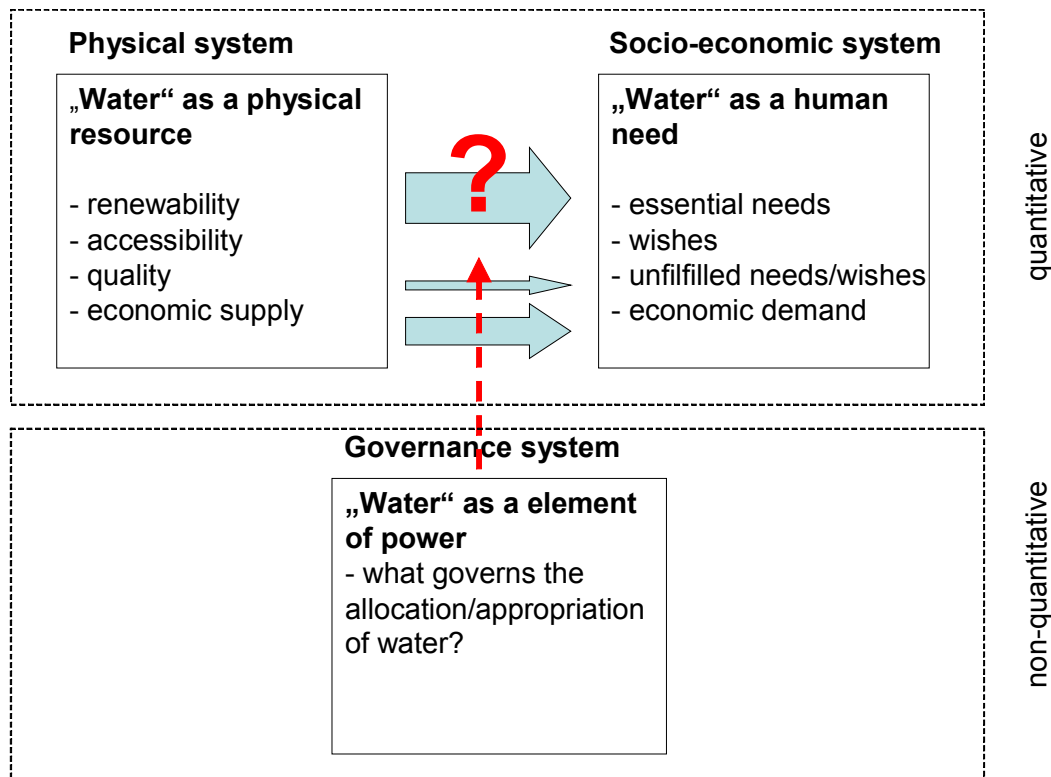 Physical system
„Water“ as a physical
resource
- renewability
- accessibility
- quality
- economic supply
?
Socio-economic system
„Water“ as a human
need
- essential needs
- wishes
- unfilfilled needs/wishes
- economic demand
quantitative
Governance system
„Water“ as a element
of power
- what governs the
allocation/appropriation
of water?
non-quantitative